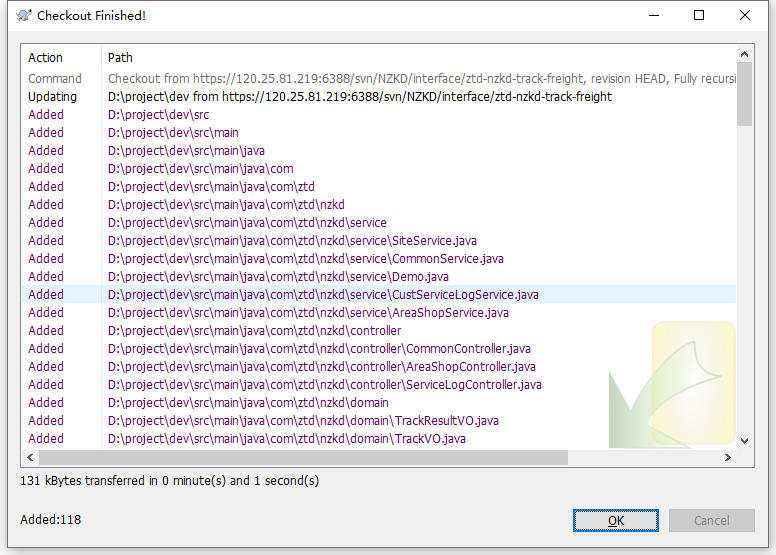 Checkout Finished!
Action Path
Command Checkout from https://120.25.81.219:6388/svn/NZKD/interface/ztd-nzkd-track-freight, revision HEAD, Fully recursi
Updating D:\project\dev from https://120.25.81.219:6388/svn/NZKD/interface/ztd-nzkd-track-freight
Added D:\project\dev\src
Added D:\project\dev\src\main
Added D:\project\dev\src\main\java
Added D:\project\dev\src\main\java\com
Added D:\project\dev\src\main\java\com\ztd
Added D:\project\dev\src\main\java\com\ztd\nzkd
Added D:\project\dev\src\main\java\com\ztd\nzkd\service
Added D:\project\dev\src\main\java\com\ztd\nzkd\service\SiteService.java
Added D:\project\dev\src\main\java\com\ztd\nzkd\service\CommonService.java
Added D:\project\dev\src\main\java\com\ztd\nzkd\service\Demo.java
Added D:\project\dev\src\main\java\com\ztd\nzkd\service\CustServiceLogService.java
Added D:\project\dev\src\main\java\com\ztd\nzkd\service\AreaShopService.java
Added D:\project\dev\src\main\java\com\ztd\nzkd\controller
Added D:\project\dev\src\main\java\com\ztd\nzkd\controller\CommonController.java
Added D:\project\dev\src\main\java\com\ztd\nzkd\controller\AreaShopController.java
Added D:\project\dev\src\main\java\com\ztd\nzkd\controller\ServiceLogController.java
Added D:\project\dev\src\main\java\com\ztd\nzkd\domain
Added D:\project\dev\src\main\java\com\ztd\nzkd\domain\TrackResultVO.java
Added D:\project\dev\src\main\java\com\ztd\nzkd\domain\TrackVO.java
131 kBytes transferred in 0 minute(s) and 1 second(s)
Added:118
OK
Cancel